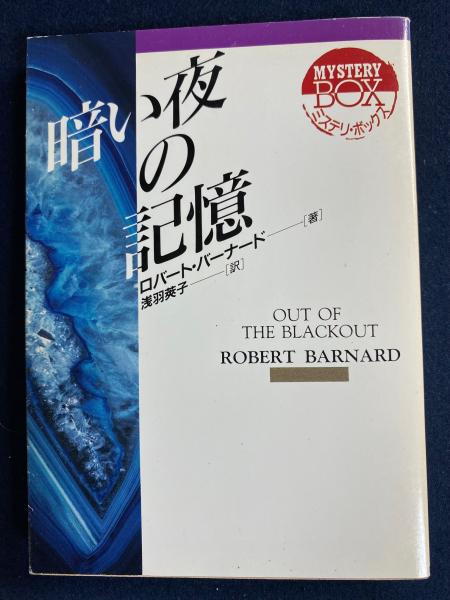 暗い夜
の
記憶
ロバート・バーナード―[著]
浅羽莢子―[訳]
MYSTERY
BOX
ミステリ・ボックス
OUT OF
THE BLACKOUT
ROBERT BARNARD